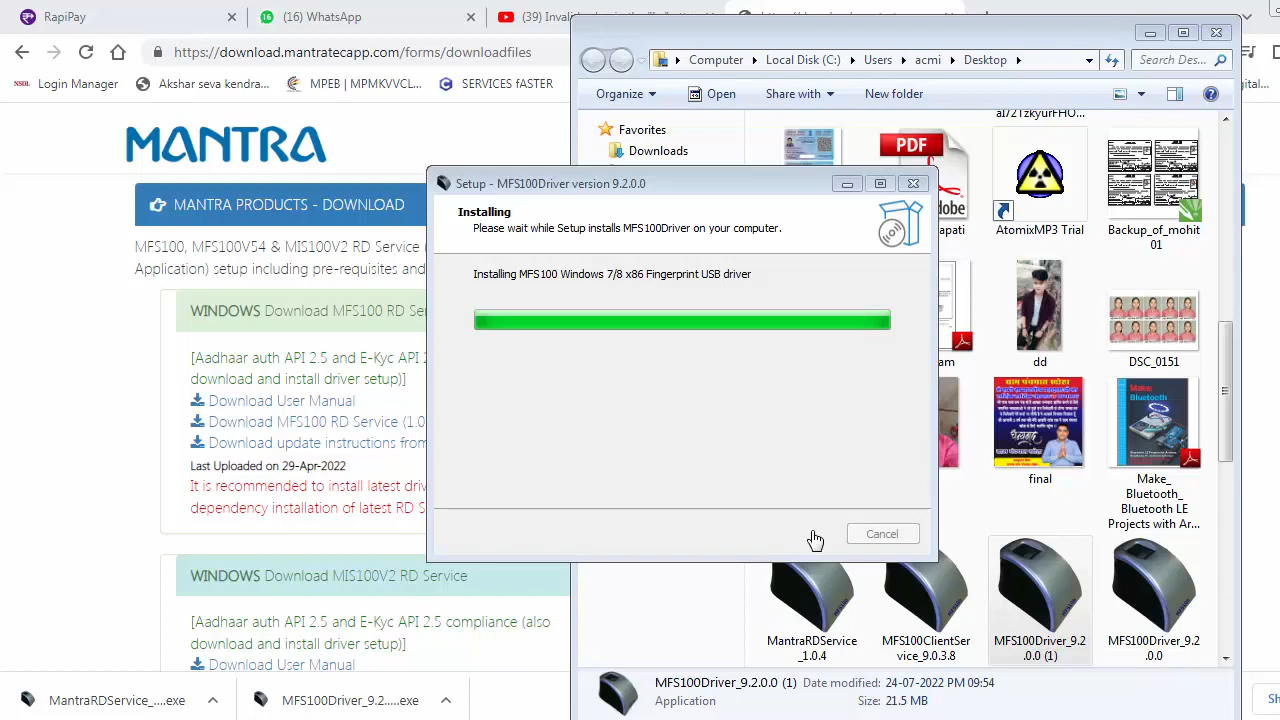 RapiPay
(16) WhatsApp
https://download.mantratecapp.com/forms/downloadfiles
Login Manager
Akshar seva kendra...
MPEB | MPMKVVCL...
SERVICES fASTER
MANTRA
MANTRA PRODUCTS - DOWNLOAD
MFS100, MFS100V54 & MIS100V2 RD Service (
Application) setup including pre-requisites and
WINDOWS Download MFS100 RD Se
[Aadhaar auth API 2.5 and E-Kyc API 2
download and install driver setup)]
Download User Manual
Download update instructions from
Last Uploaded on 29-Apr-2022
It is recommended to install latest driv
dependency installation of latest RD S
WINDOWS Download MIS100V2 RD Service
[Aadhaar auth API 2.5 and E-Kyc API 2.5 compliance (also
download and install driver setup)]
Download User Manual
Computer
Local Disk (C:)
Users
acmi
Desktop
Search Desktop
Organize
Open
Share with
New folder
Favorites
Downloads
PDF
Adobe
AtomixMP3 Trial
Backup_of_mohit
01
dd
DSC_0151
final
Make_
Bluetooth_
Bluetooth LE
Projects with Ar...
MantraRDService
_1.0.4
MFS100ClientSer
vice_9.0.3.8
MFS100Driver_9.2
.0.0 (1)
MFS100Driver_9.2
.0.0
MFS100Driver_9.2.0.0 (1)
Date modified: 24-07-2022 PM 09:54
Application
Size: 21.5 MB
Setup - MFS100Driver version 9.2.0.0
Installing
Please wait while Setup installs MFS100Driver on your computer.
Installing MFS100 Windows 7/8 x86 Fingerprint USB driver
Cancel
MantraRDService_....exe
MFS100Driver_9.2.....exe